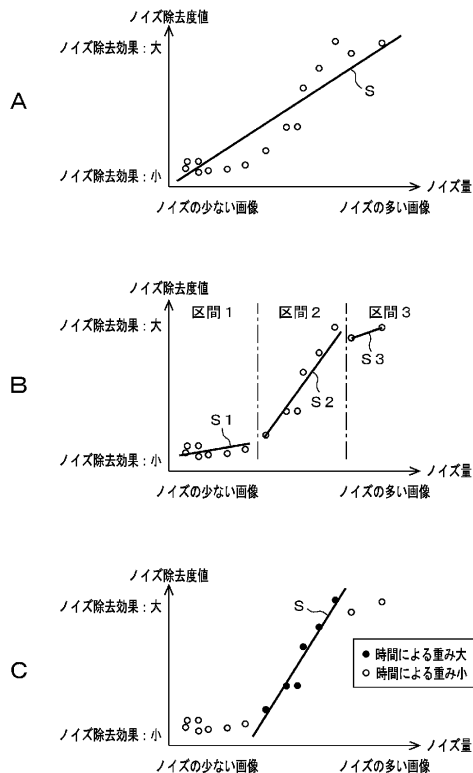 A
ノイズ除去度値
ノイズ除去効果：大
S
ノイズ除去効果：小
ノイズ量
ノイズの少ない画像
ノイズの多い画像
B
ノイズ除去度値
区間１
区間２
区間３
ノイズ除去効果：大
S3
S2
S1
ノイズ除去効果：小
ノイズ量
ノイズの少ない画像
ノイズの多い画像
C
ノイズ除去度値
ノイズ除去効果：大
S
時間による重み大
時間による重み小
ノイズ除去効果：小
ノイズ量
ノイズの少ない画像
ノイズの多い画像